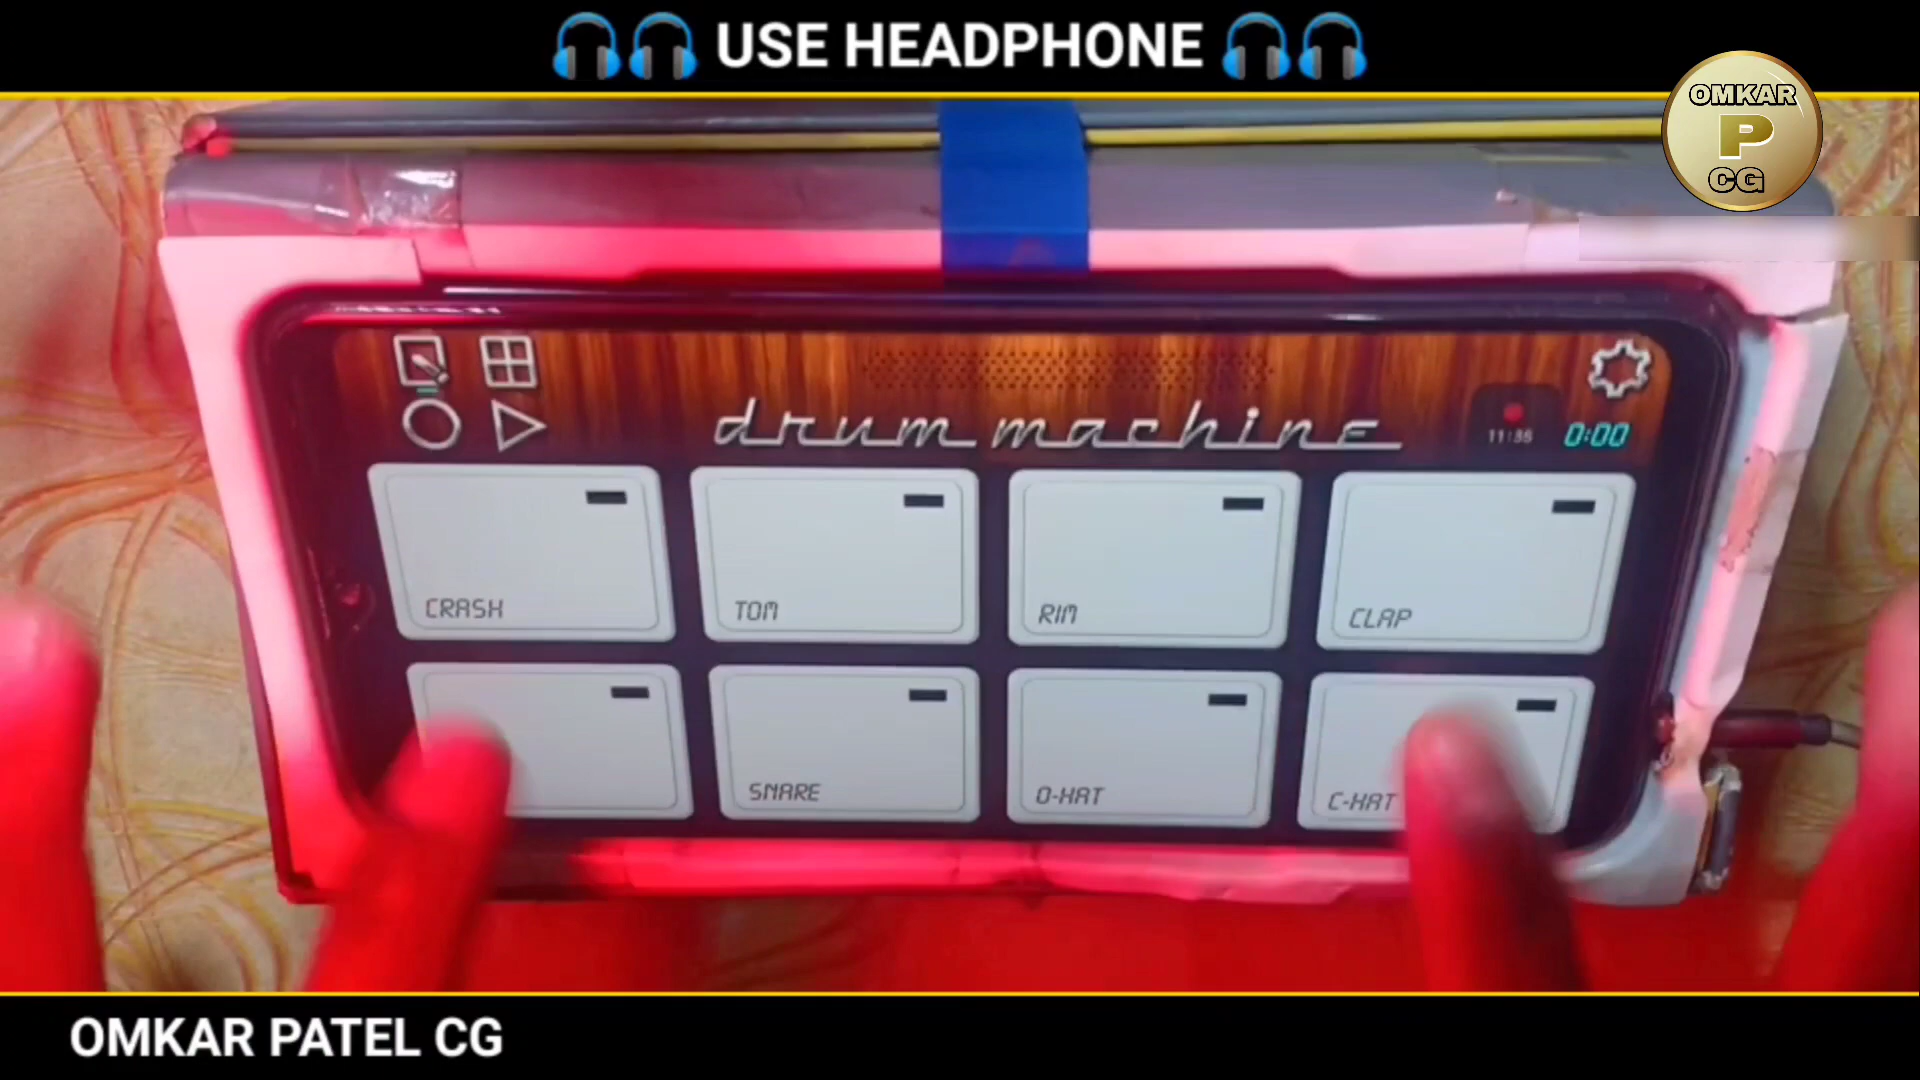 USE HEADPHONE
OMKAR
P
CG
drum machine
11:35
0:00
CRASH
TOM
RIM
CLAP
SNARE
O-HAT
C-HAT
OMKAR PATEL CG